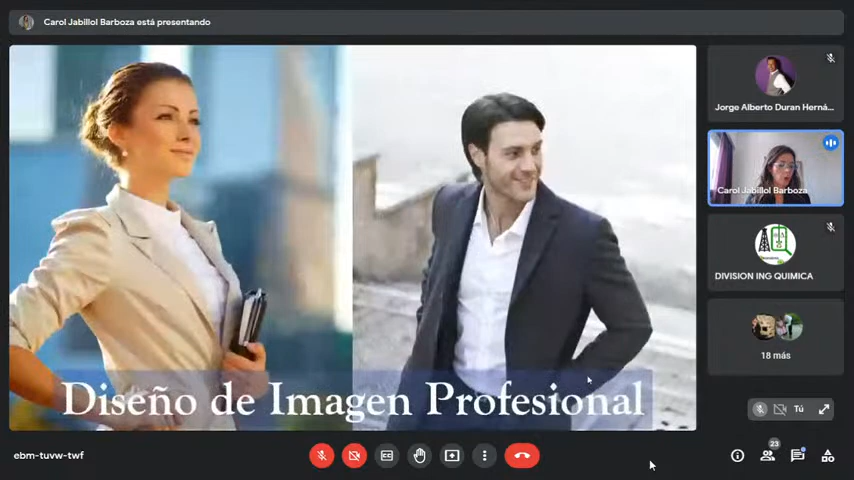 Carol Jabillol Barboza está presentando
Diseño de Imagen Profesional
Jorge Alberto Duran Herná...
Carol Jabillol Barboza
DIVISION ING QUIMICA
18 más
Tú
ebm-tuvw-twf
23